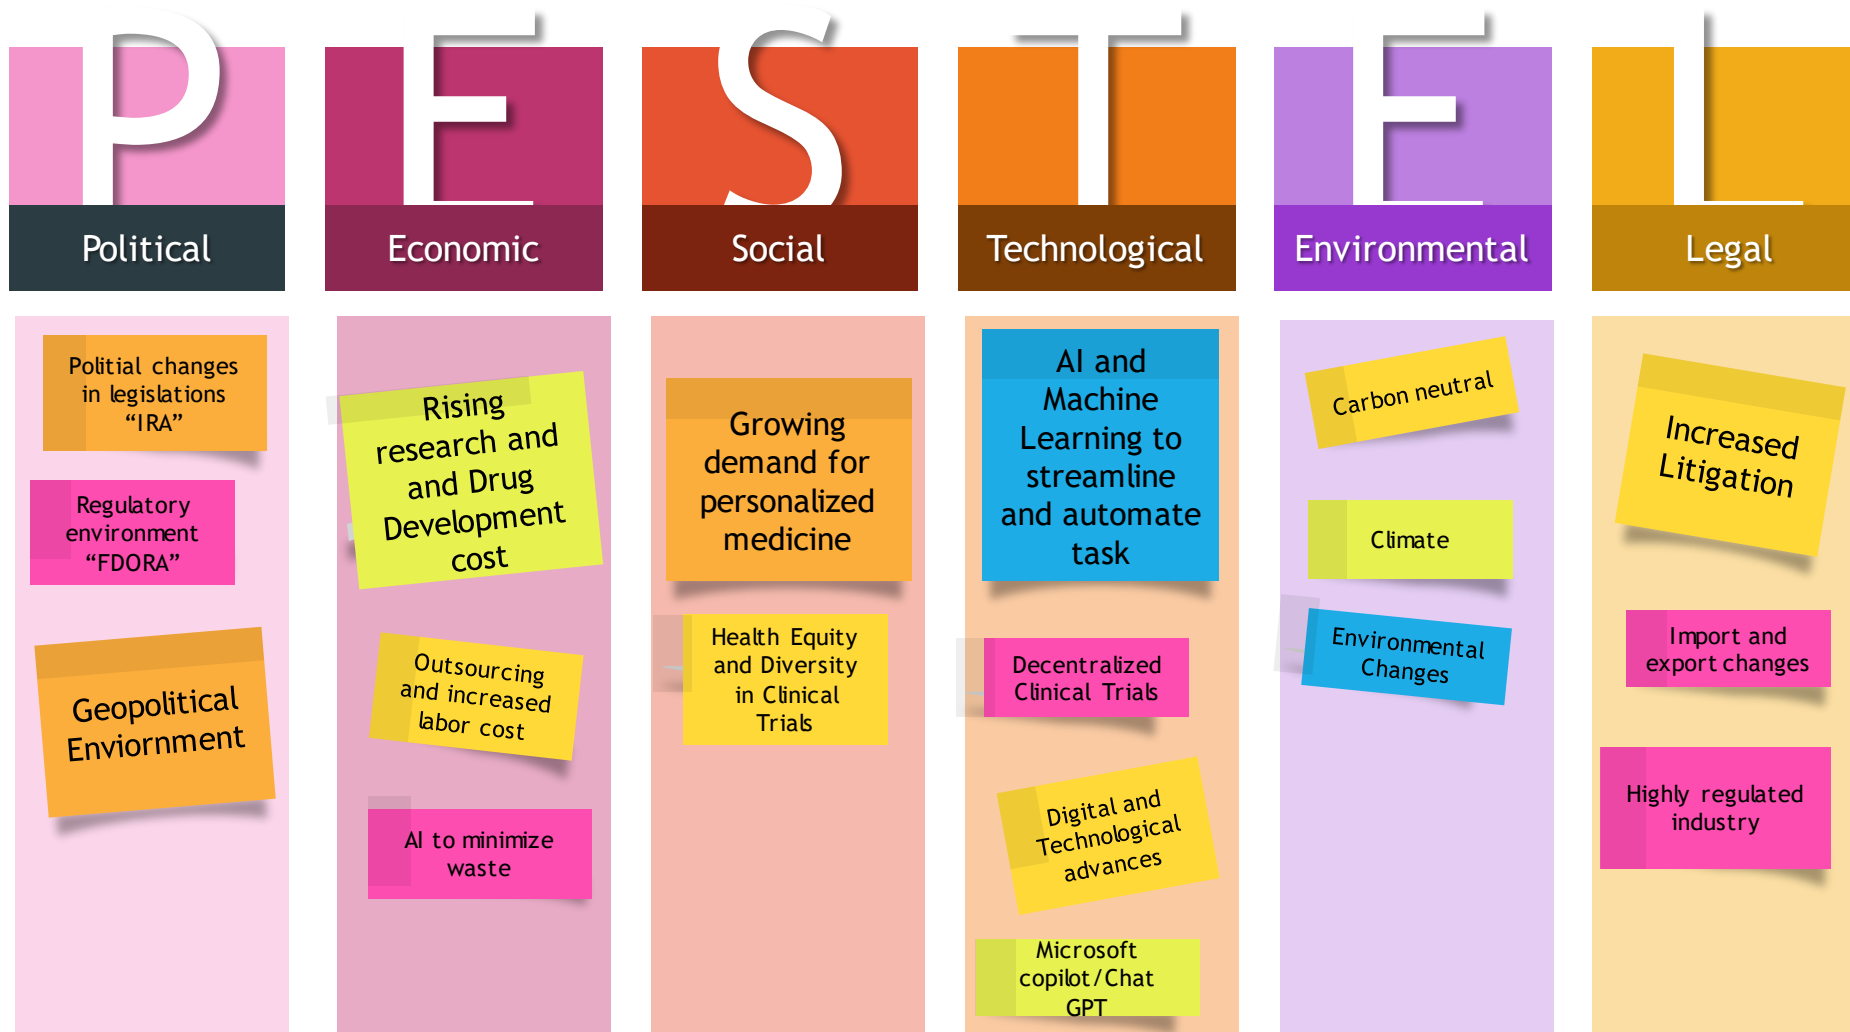 P
Political
Politial changes
in legislations
“IRA”
Regulatory
environment
“FDORA”
Geopolitical
Enviornment
E
Economic
Rising
research and
and Drug
Development
cost
Outsourcing
and increased
labor cost
AI to minimize
waste
S
Social
Growing
demand for
personalized
medicine
Health Equity
and Diversity
in Clinical
Trials
T
Technological
AI and
Machine
Learning to
streamline
and automate
task
Decentralized
Clinical Trials
Digital and
Technological
advances
Microsoft
copilot/Chat
GPT
E
Environmental
Carbon neutral
Climate
Environmental
Changes
L
Legal
Increased
Litigation
Import and
export changes
Highly regulated
industry